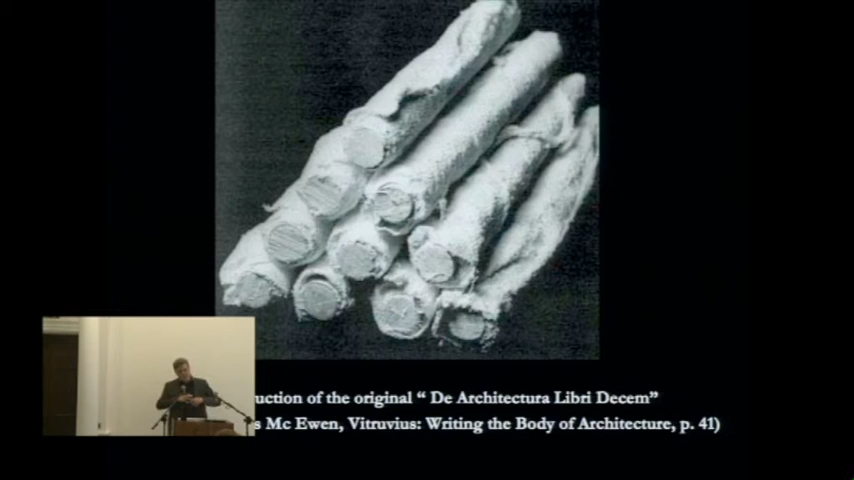 uction of the original “ De Architectura Libri Decem”
s Mc Ewen, Vitruvius: Writing the Body of Architecture, p. 41)